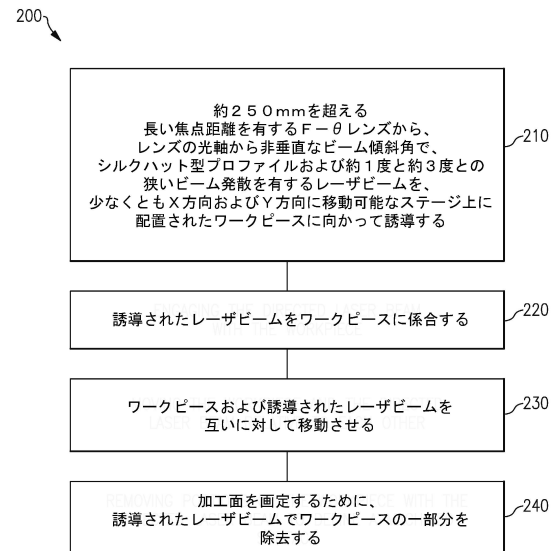 200
約２５０ｍｍを超える
長い焦点距離を有するＦ－θレンズから、
レンズの光軸から非垂直なビーム傾斜角で、
シルクハット型プロファイルおよび約１度と約３度との
狭いビーム発散を有するレーザビームを、
少なくともＸ方向およびＹ方向に移動可能なステージ上に
配置されたワークピースに向かって誘導する
210
誘導されたレーザビームをワークピースに係合する
220
ワークピースおよび誘導されたレーザビームを
互いに対して移動させる
230
加工面を画定するために、
誘導されたレーザビームでワークピースの一部分を
除去する
240